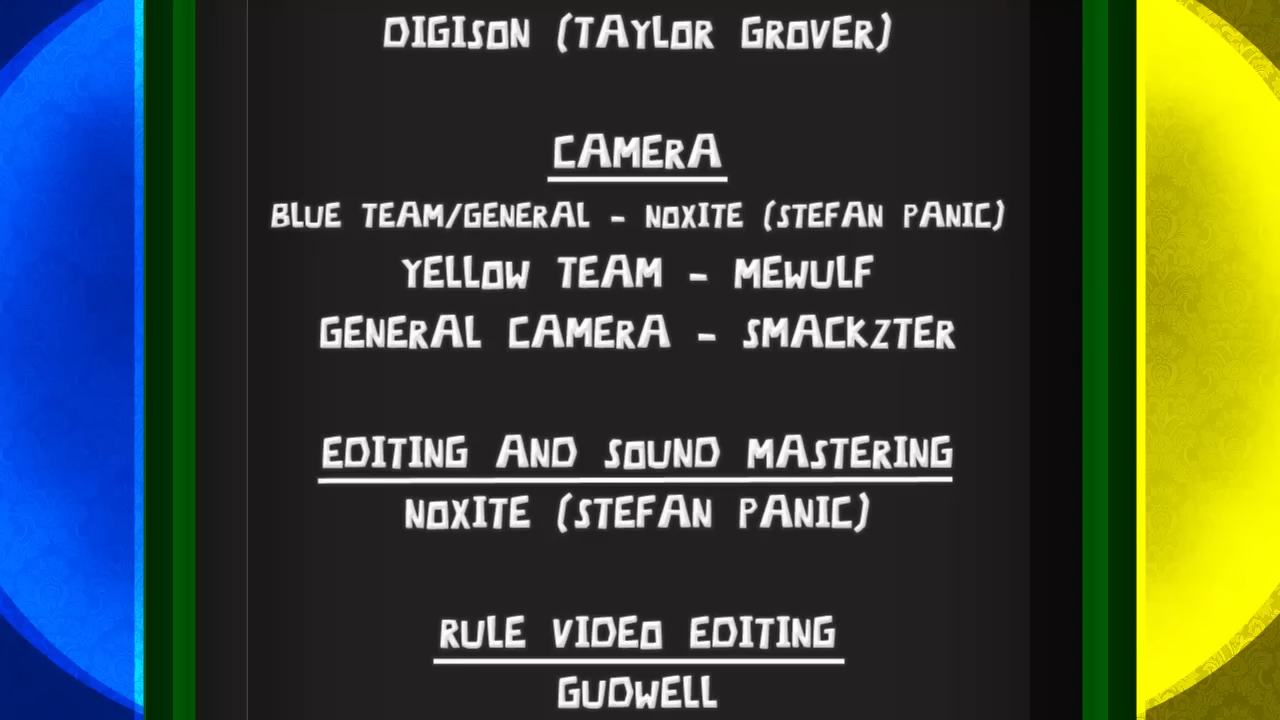 DIGISON (TAYLOR GROVER)
CAMERA
BLUE TEAM/GENERAL - NOXITE (STEFAN PANIC)
YELLOW TEAM - MEWULF
GENERAL CAMERA - SMACKZTER
EDITING AND SOUND MASTERING
NOXITE (STEFAN PANIC)
RULE VIDEO EDITING
GUDWELL